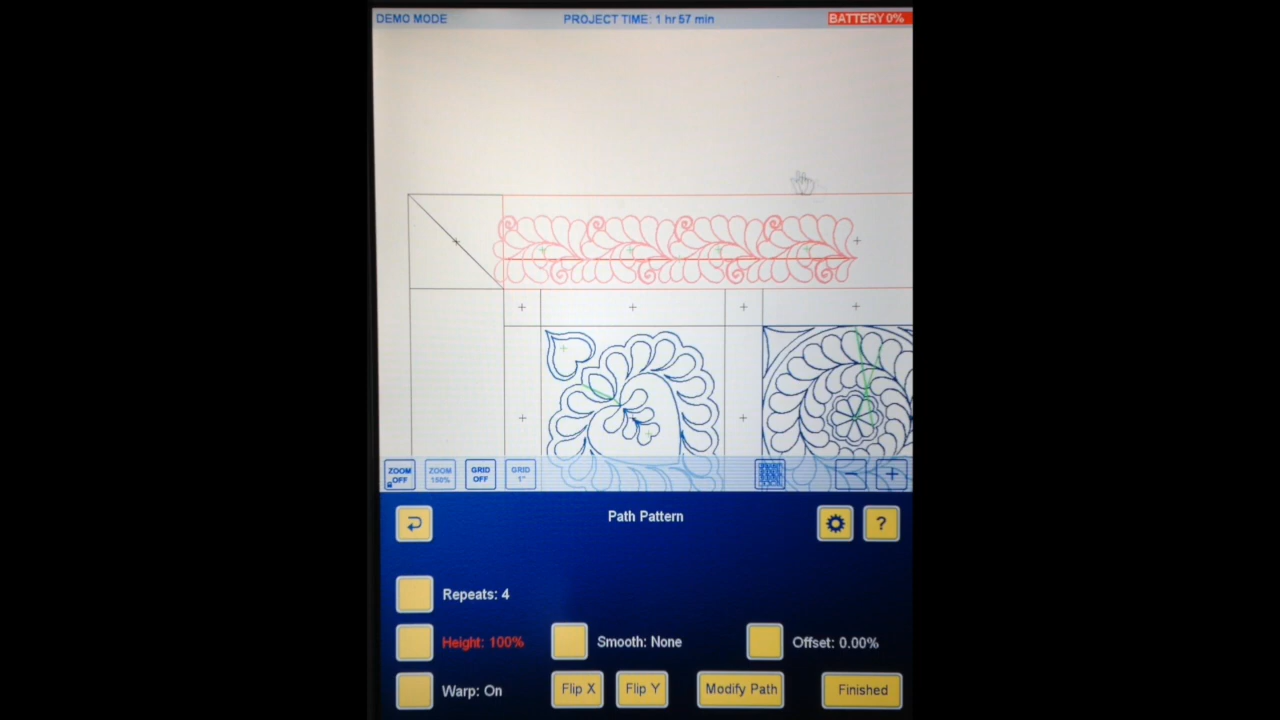 DEMO MODE PROJECT TIME: 1 hr 57 min BATTERY 0%
ZOOM OFF ZOOM 150% GRID OFF GRID 1"
Path Pattern ?
Repeats: 4
Height: 100% Smooth: None Offset: 0.00%
Warp: On Flip X Flip Y Modify Path Finished